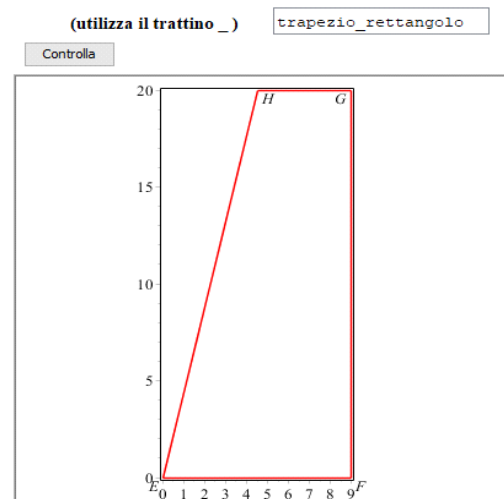 (utilizza il trattino _ ) trapezio_rettangolo
Controlla
20
H G
15
10
5
0
E F
0 1 2 3 4 5 6 7 8 9